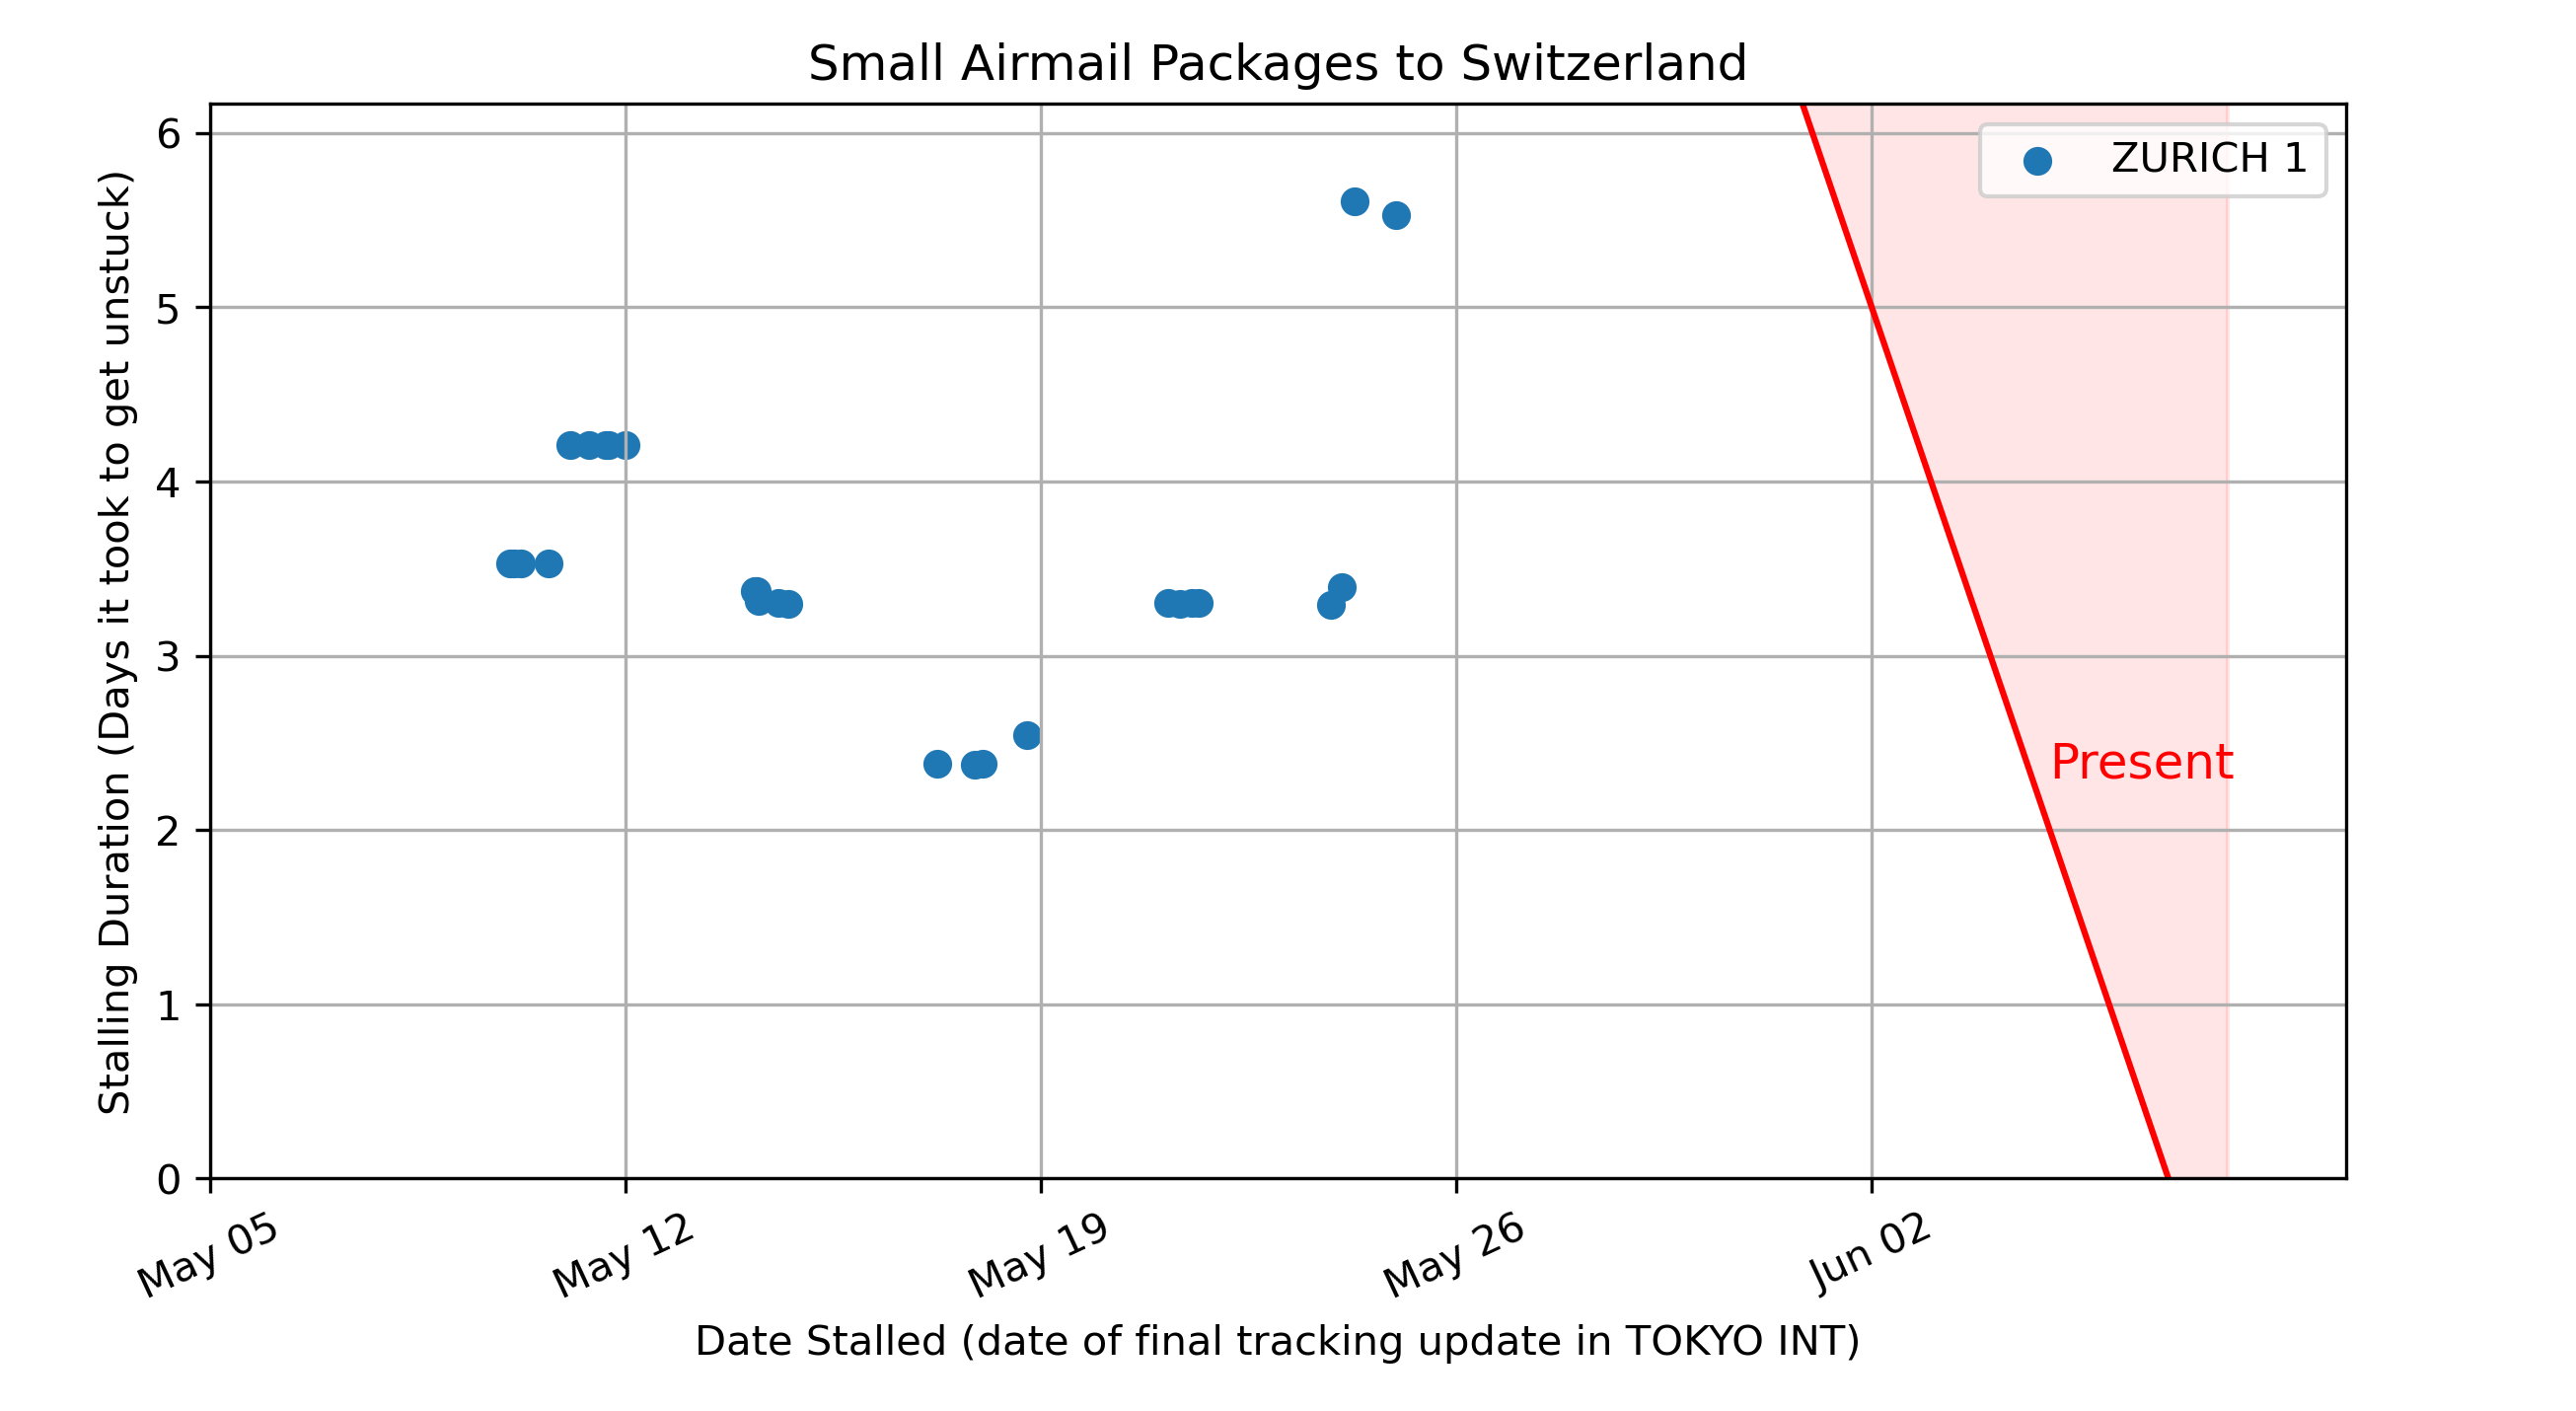 Small Airmail Packages to Switzerland
Stalling Duration (Days it took to get unstuck)
6
5
4
3
2
1
0
ZURICH 1
Present
May 05
May 12
May 19
May 26
Jun 02
Date Stalled (date of final tracking update in TOKYO INT)